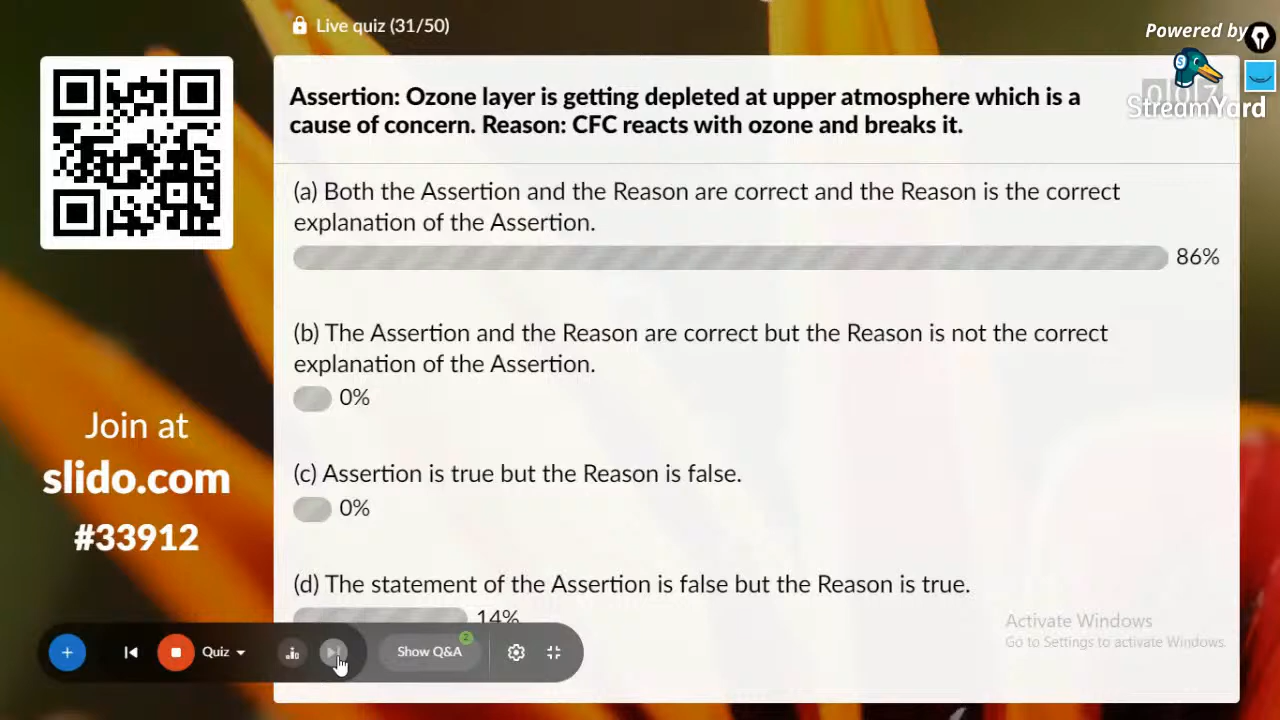 Live quiz (31/50)
Powered by
StreamYard
Assertion: Ozone layer is getting depleted at upper atmosphere which is a
cause of concern. Reason: CFC reacts with ozone and breaks it.
(a) Both the Assertion and the Reason are correct and the Reason is the correct
explanation of the Assertion.
86%
(b) The Assertion and the Reason are correct but the Reason is not the correct
explanation of the Assertion.
0%
(c) Assertion is true but the Reason is false.
0%
(d) The statement of the Assertion is false but the Reason is true.
14%
Join at
slido.com
#33912
Quiz
Show Q&A
2
Activate Windows
Go to Settings to activate Windows.